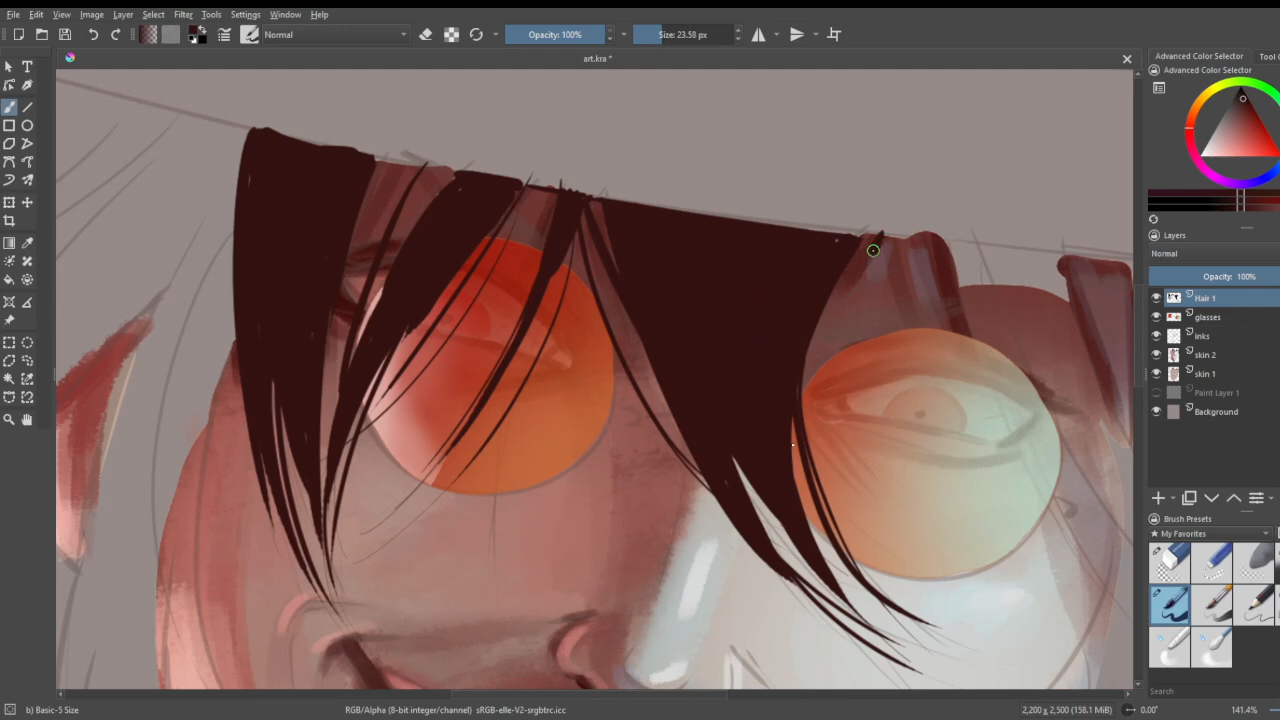 File Edit View Image Layer Select Filter Tools Settings Window Help
Normal Opacity: 100% Size: 23.58 px
art.kra *
Advanced Color Selector
Advanced Color Selector
Layers
Normal
Opacity: 100%
Hair 1
glasses
inks
skin 2
skin 1
Paint Layer 1
Background
Brush Presets
My Favorites
Search
b) Basic-5 Size RGB/Alpha (8-bit integer/channel) sRGB-elle-V2-srgbtrc.icc 2,200 x 2,500 (158.1 MiB) 0.00° 141.4%